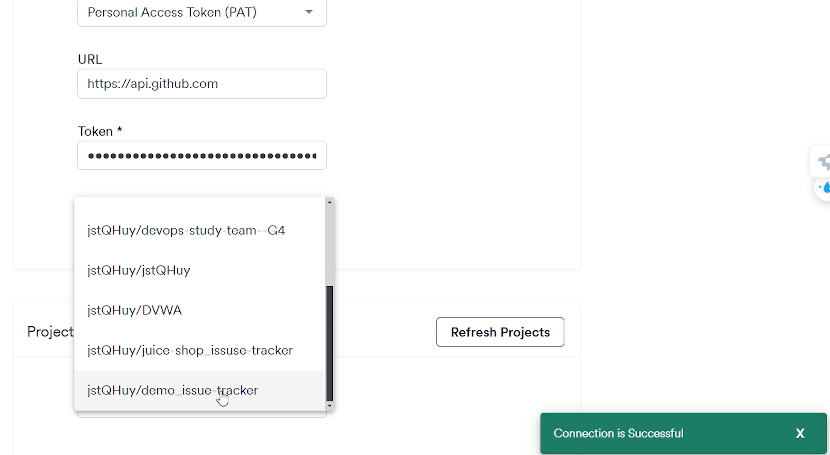 Personal Access Token (PAT)
URL
https://api.github.com
Token *
jstQHuy/devops-study-team--G4
jstQHuy/jstQHuy
jstQHuy/DVWA
Project
Refresh Projects
jstQHuy/juice-shop_issuse-tracker
jstQHuy/demo_issue-tracker
Connection is Successful
X